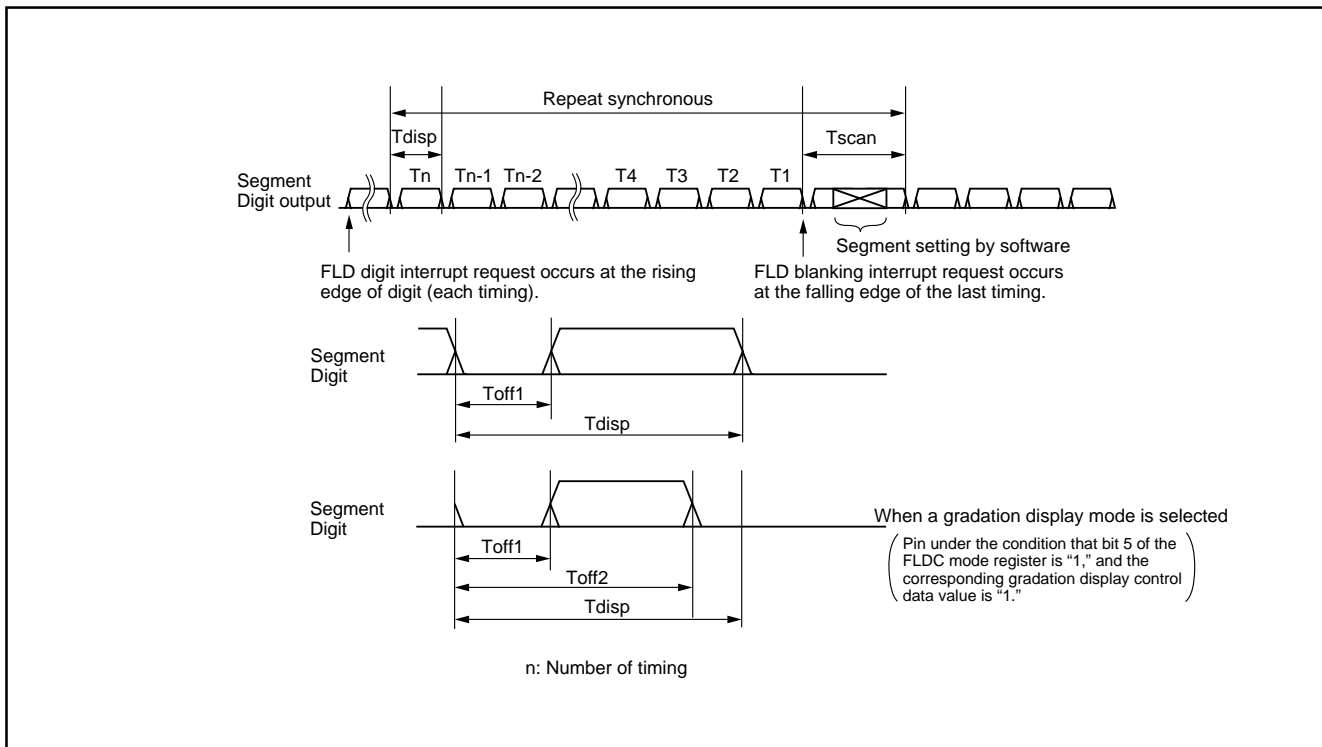 Repeat synchronous
Tdisp
Tscan
Segment
Digit output
Tn
Tn-1
Tn-2
T4
T3
T2
T1
Segment setting by software
FLD digit interrupt request occurs at the rising
edge of digit (each timing).
FLD blanking interrupt request occurs
at the falling edge of the last timing.
Segment
Digit
Toff1
Tdisp
Segment
Digit
Toff1
Toff2
Tdisp
When a gradation display mode is selected
Pin under the condition that bit 5 of the
FLDC mode register is “1,” and the
corresponding gradation display control
data value is “1.”
n: Number of timing